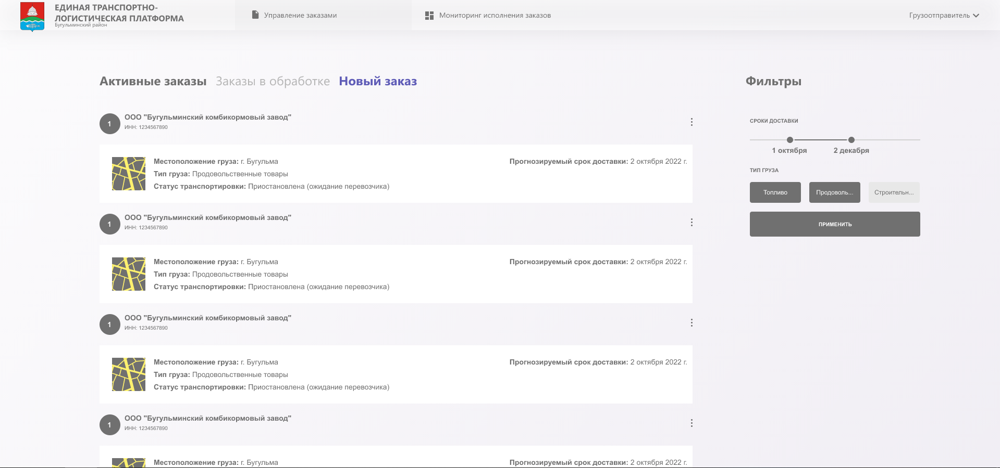 ЕДИНАЯ ТРАНСПОРТНО-
ЛОГИСТИЧЕСКАЯ ПЛАТФОРМА
Бугульминский район
Управление заказами
Мониторинг исполнения заказов
Грузоотправитель
Активные заказы Заказы в обработке Новый заказ
1
ООО "Бугульминский комбикормовый завод"
ИНН: 1234567890
Местоположение груза: г. Бугульма
Прогнозируемый срок доставки: 2 октября 2022 г.
Тип груза: Продовольственные товары
Статус транспортировки: Приостановлена (ожидание перевозчика)
1
ООО "Бугульминский комбикормовый завод"
ИНН: 1234567890
Местоположение груза: г. Бугульма
Прогнозируемый срок доставки: 2 октября 2022 г.
Тип груза: Продовольственные товары
Статус транспортировки: Приостановлена (ожидание перевозчика)
1
ООО "Бугульминский комбикормовый завод"
ИНН: 1234567890
Местоположение груза: г. Бугульма
Прогнозируемый срок доставки: 2 октября 2022 г.
Тип груза: Продовольственные товары
Статус транспортировки: Приостановлена (ожидание перевозчика)
1
ООО "Бугульминский комбикормовый завод"
ИНН: 1234567890
Местоположение груза: г. Бугульма
Прогнозируемый срок доставки: 2 октября 2022 г.
Фильтры
СРОКИ ДОСТАВКИ
1 октября 2 декабря
ТИП ГРУЗА
Топливо Продоволь... Строительн...
ПРИМЕНИТЬ